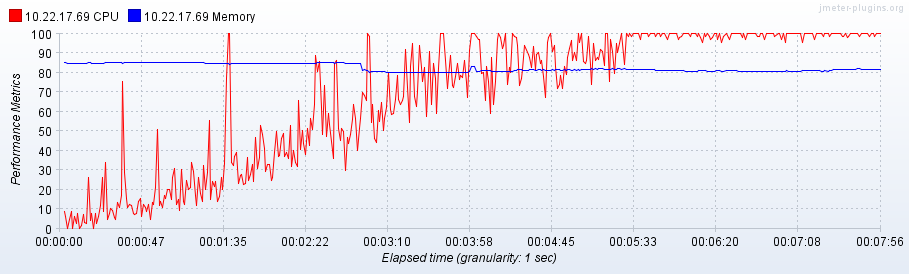 10.22.17.69 CPU 10.22.17.69 Memory
jmeter-plugins.org
Performance Metrics
100
90
80
70
60
50
40
30
20
10
0
00:00:00 00:00:47 00:01:35 00:02:22 00:03:10 00:03:58 00:04:45 00:05:33 00:06:20 00:07:08 00:07:56
Elapsed time (granularity: 1 sec)